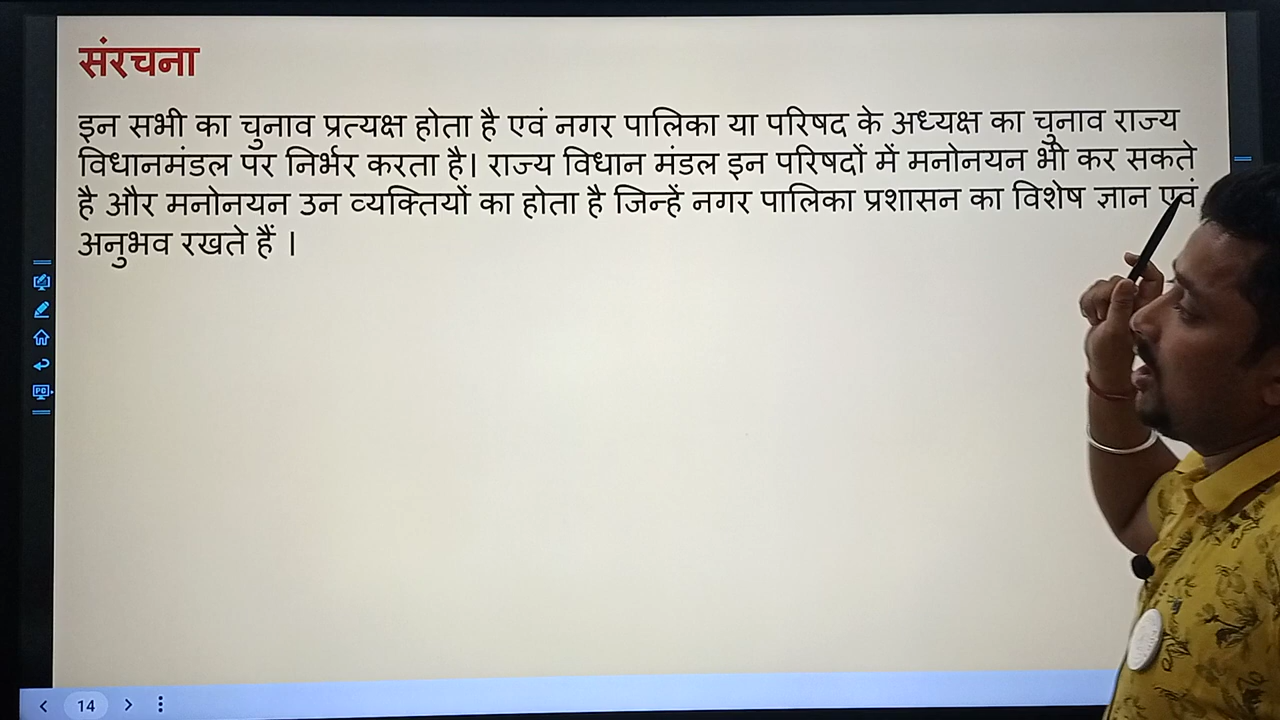 संरचना
इन सभी का चुनाव प्रत्यक्ष होता है एवं नगर पालिका या परिषद के अध्यक्ष का चुनाव राज्य
विधानमंडल पर निर्भर करता है। राज्य विधान मंडल इन परिषदों में मनोनयन भी कर सकते
है और मनोनयन उन व्यक्तियों का होता है जिन्हें नगर पालिका प्रशासन का विशेष ज्ञान एवं
अनुभव रखते हैं ।
14